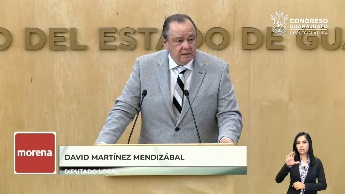 CONGRESO
GUANAJUATO
O DEL ESTADO DE GUA
morena
DAVID MARTÍNEZ MENDIZÁBAL
DIPUTADO LOCAL